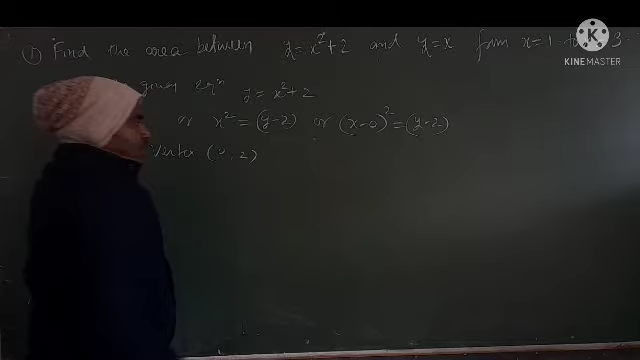 1) Find the area between y = x² + 2 and y = x from x = 1 t 3
KINEMASTER
given eqn y = x² + 2
or x² = (y-2) or (x-0)² = (y-2)
Vertex (0, 2)